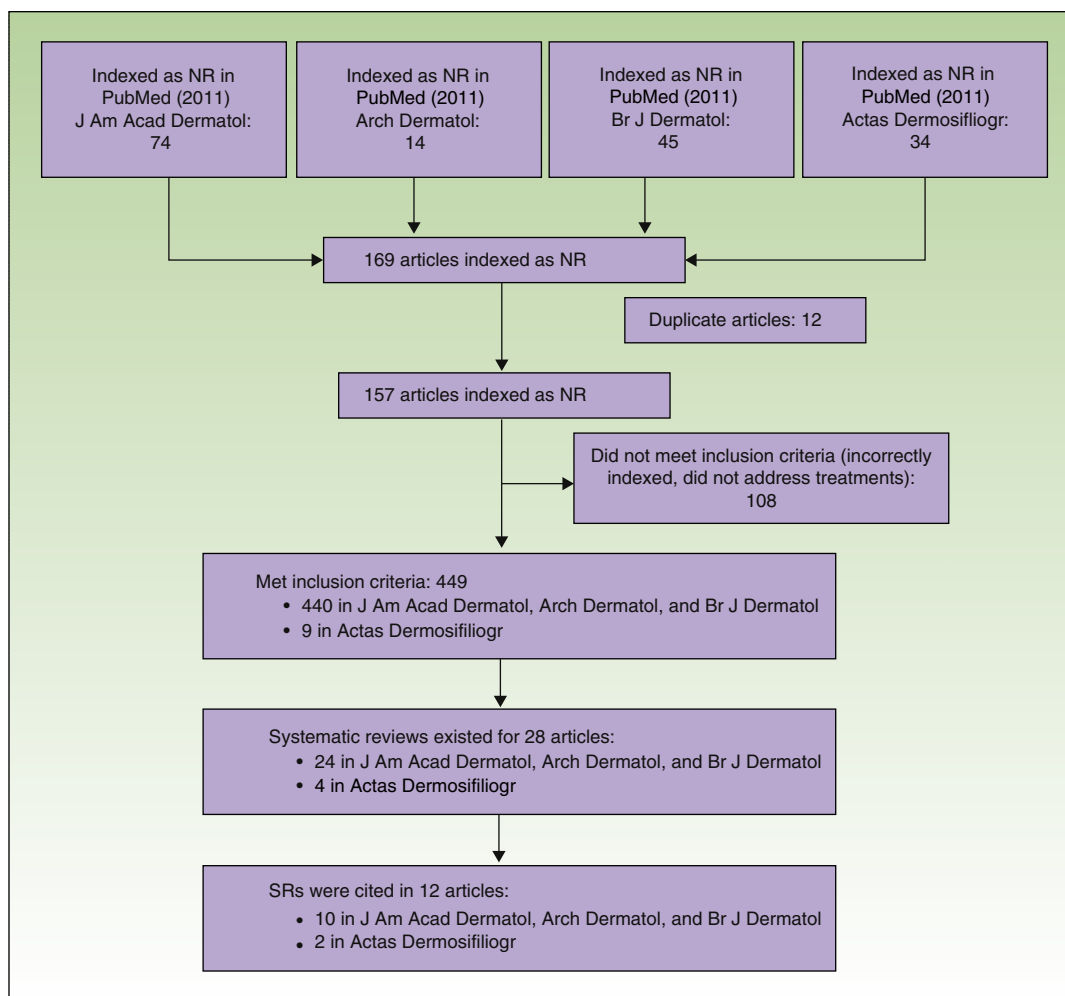 Indexed as NR in
PubMed (2011)
J Am Acad Dermatol:
74
Indexed as NR in
PubMed (2011)
Arch Dermatol:
14
Indexed as NR in
PubMed (2011)
Br J Dermatol:
45
Indexed as NR in
PubMed (2011)
Actas Dermosifliogr:
34
169 articles indexed as NR
Duplicate articles: 12
157 articles indexed as NR
Did not meet inclusion criteria (incorrectly
indexed, did not address treatments):
108
Met inclusion criteria: 449
• 440 in J Am Acad Dermatol, Arch Dermatol, and Br J Dermatol
• 9 in Actas Dermosifiliogr
Systematic reviews existed for 28 articles:
• 24 in J Am Acad Dermatol, Arch Dermatol, and Br J Dermatol
• 4 in Actas Dermosifiliogr
SRs were cited in 12 articles:
• 10 in J Am Acad Dermatol, Arch Dermatol, and Br J Dermatol
• 2 in Actas Dermosifiliogr